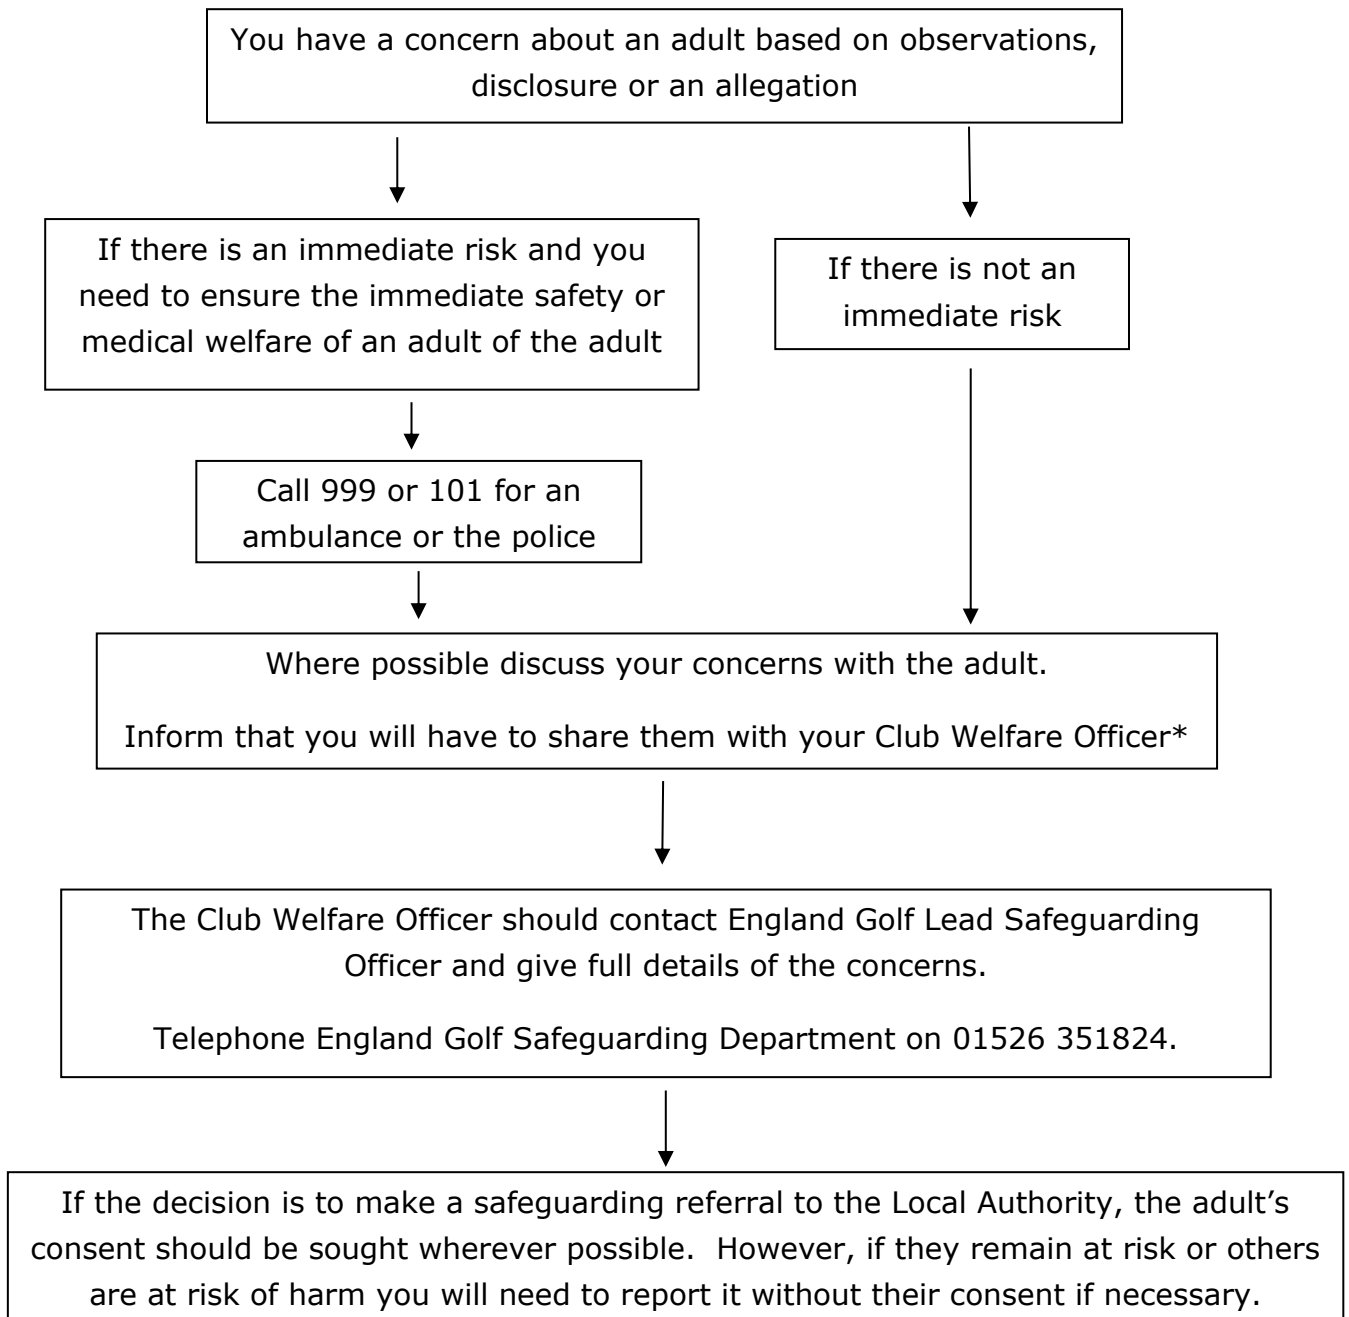 You have a concern about an adult based on observations,
disclosure or an allegation
If there is an immediate risk and you
need to ensure the immediate safety or
medical welfare of an adult of the adult
If there is not an
immediate risk
Call 999 or 101 for an
ambulance or the police
Where possible discuss your concerns with the adult.
Inform that you will have to share them with your Club Welfare Officer*
The Club Welfare Officer should contact England Golf Lead Safeguarding
Officer and give full details of the concerns.
Telephone England Golf Safeguarding Department on 01526 351824.
If the decision is to make a safeguarding referral to the Local Authority, the adult’s
consent should be sought wherever possible.  However, if they remain at risk or others
are at risk of harm you will need to report it without their consent if necessary.